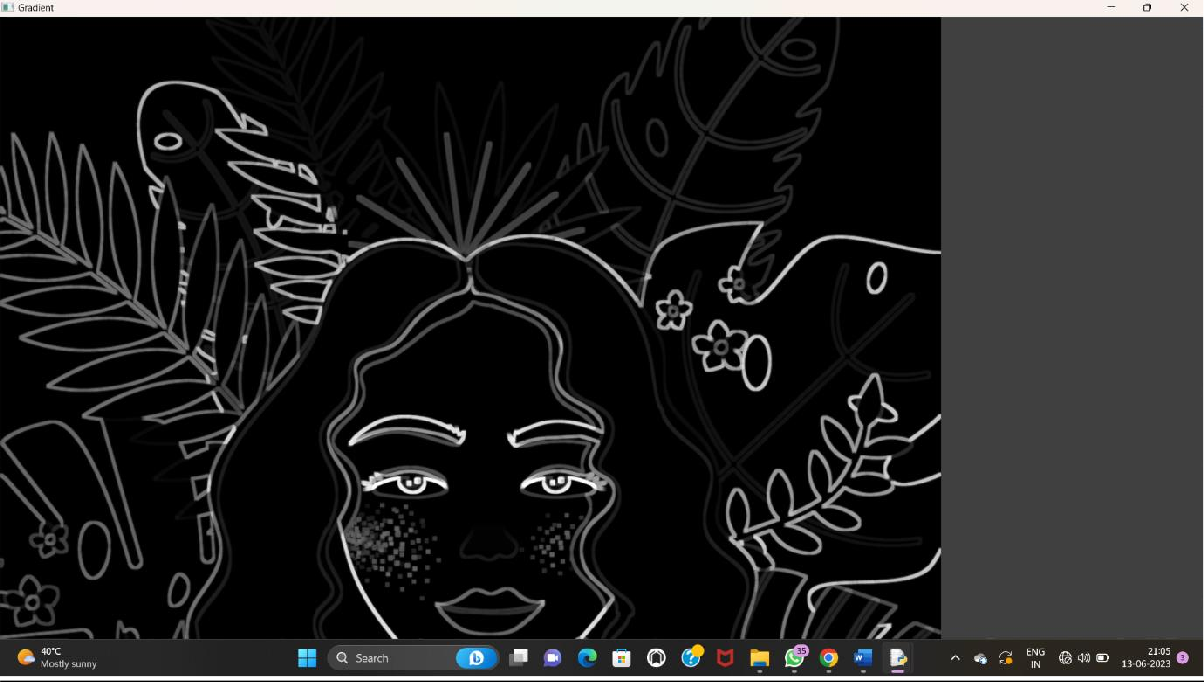 Gradient
40°C
Mostly sunny
Search
35
W
ENG
IN
21:05
13-06-2023
3